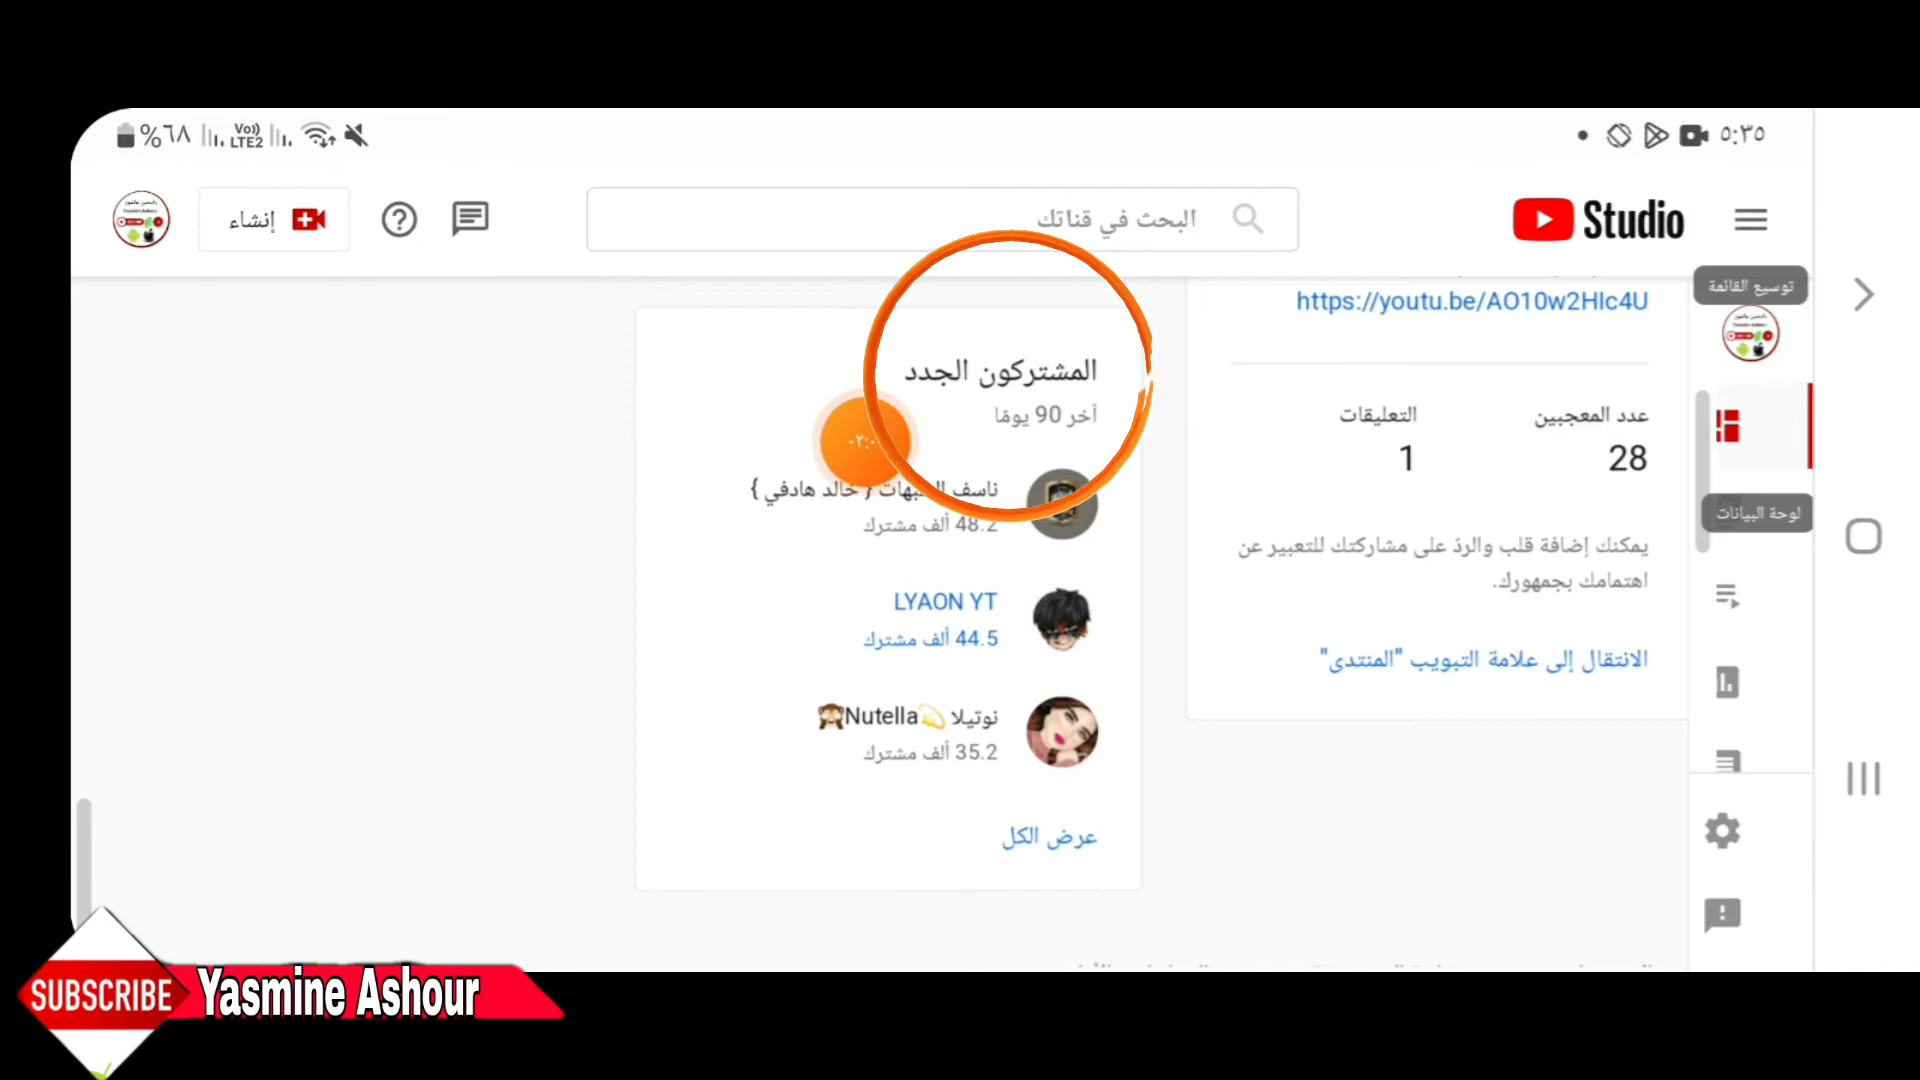 %٦٨
Vo))
LTE2
٥:٣٥
إنشاء
البحث في قناتك
Studio
توسيع القائمة
https://youtu.be/AO10w2HIc4U
المشتركون الجدد
آخر 90 يومًا
عدد المعجبين
التعليقات
28
1
ناسف الشبهات { خالد هادفي }
48.2 ألف مشترك
لوحة البيانات
يمكنك إضافة قلب والردّ على مشاركتك للتعبير عن
اهتمامك بجمهورك.
LYAON YT
44.5 ألف مشترك
الانتقال إلى علامة التبويب "المنتدى"
نوتيلا💫Nutella🙈
35.2 ألف مشترك
عرض الكل
SUBSCRIBE
Yasmine Ashour